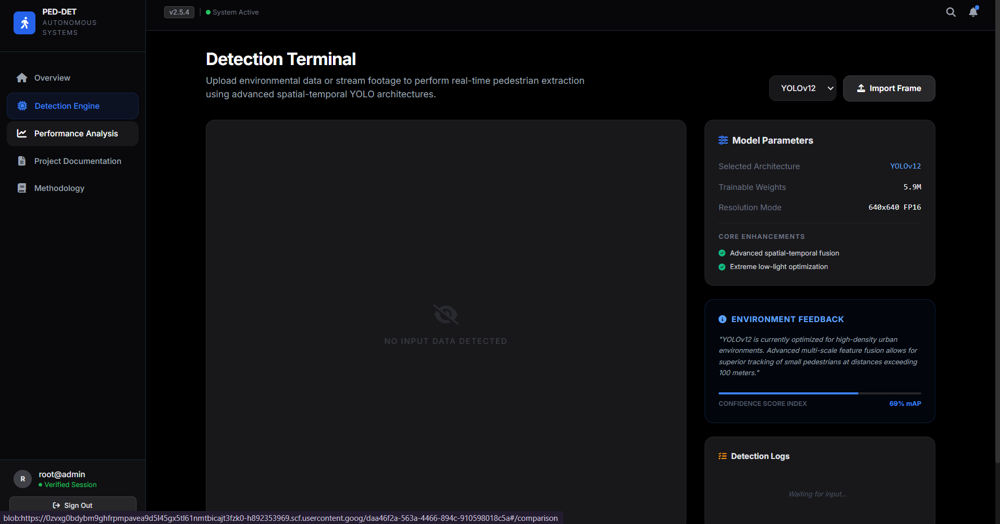 PED-DET
AUTONOMOUS
SYSTEMS
v2.5.4
System Active
Overview
Detection Engine
Performance Analysis
Project Documentation
Methodology
Detection Terminal
Upload environmental data or stream footage to perform real-time pedestrian extraction
using advanced spatial-temporal YOLO architectures.
YOLOv12
Import Frame
NO INPUT DATA DETECTED
Model Parameters
Selected Architecture YOLOv12
Trainable Weights 5.9M
Resolution Mode 640x640 FP16
CORE ENHANCEMENTS
Advanced spatial-temporal fusion
Extreme low-light optimization
ENVIRONMENT FEEDBACK
"YOLOv12 is currently optimized for high-density urban
environments. Advanced multi-scale feature fusion allows for
superior tracking of small pedestrians at distances exceeding
100 meters."
CONFIDENCE SCORE INDEX 69% mAP
Detection Logs
Waiting for input...
R
root@admin
Verified Session
Sign Out
blob:https://0zvxg0bdybm9ghfrpmpavea9d5l45gx5tl61nmtbicajt3fzk0-h892353969.scf.usercontent.goog/daa46f2a-563a-4466-894c-910598018c5a#/comparison